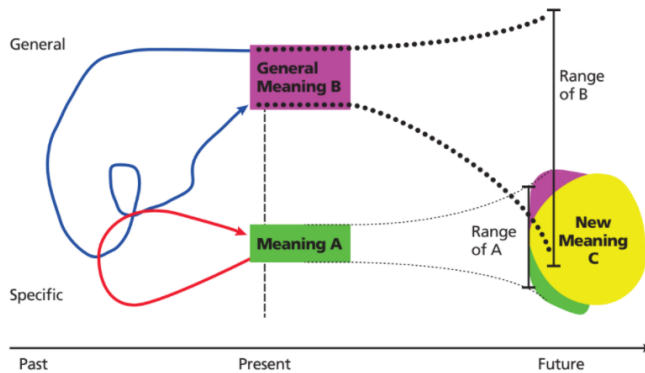 General
General
Meaning B
Range
of B
Meaning A
Range
of A
New
Meaning
C
Specific
Past
Present
Future